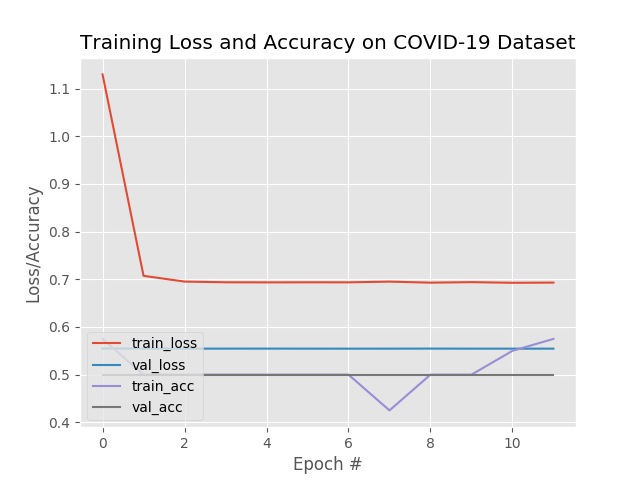 Training Loss and Accuracy on COVID-19 Dataset
1.1
1.0
0.9
0.8
0.7
0.6
0.5
0.4
Loss/Accuracy
train_loss
val_loss
train_acc
val_acc
0 2 4 6 8 10
Epoch #